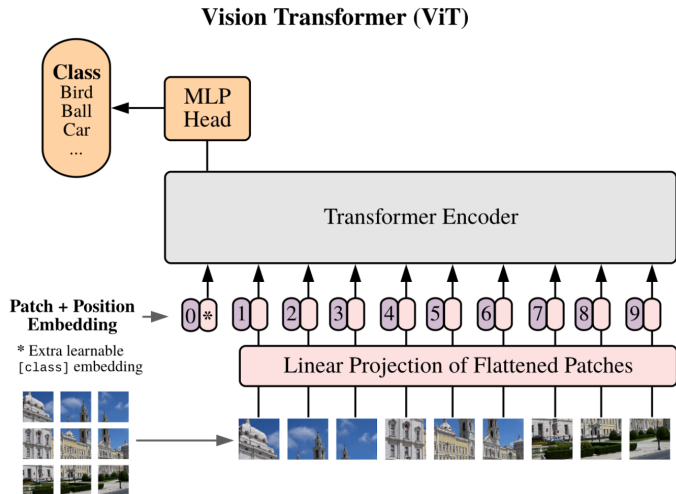 Vision Transformer (ViT)
Class
Bird
Ball
Car
...
MLP
Head
Transformer Encoder
Patch + Position
Embedding
0 * 1 2 3 4 5 6 7 8 9
* Extra learnable
[class] embedding
Linear Projection of Flattened Patches